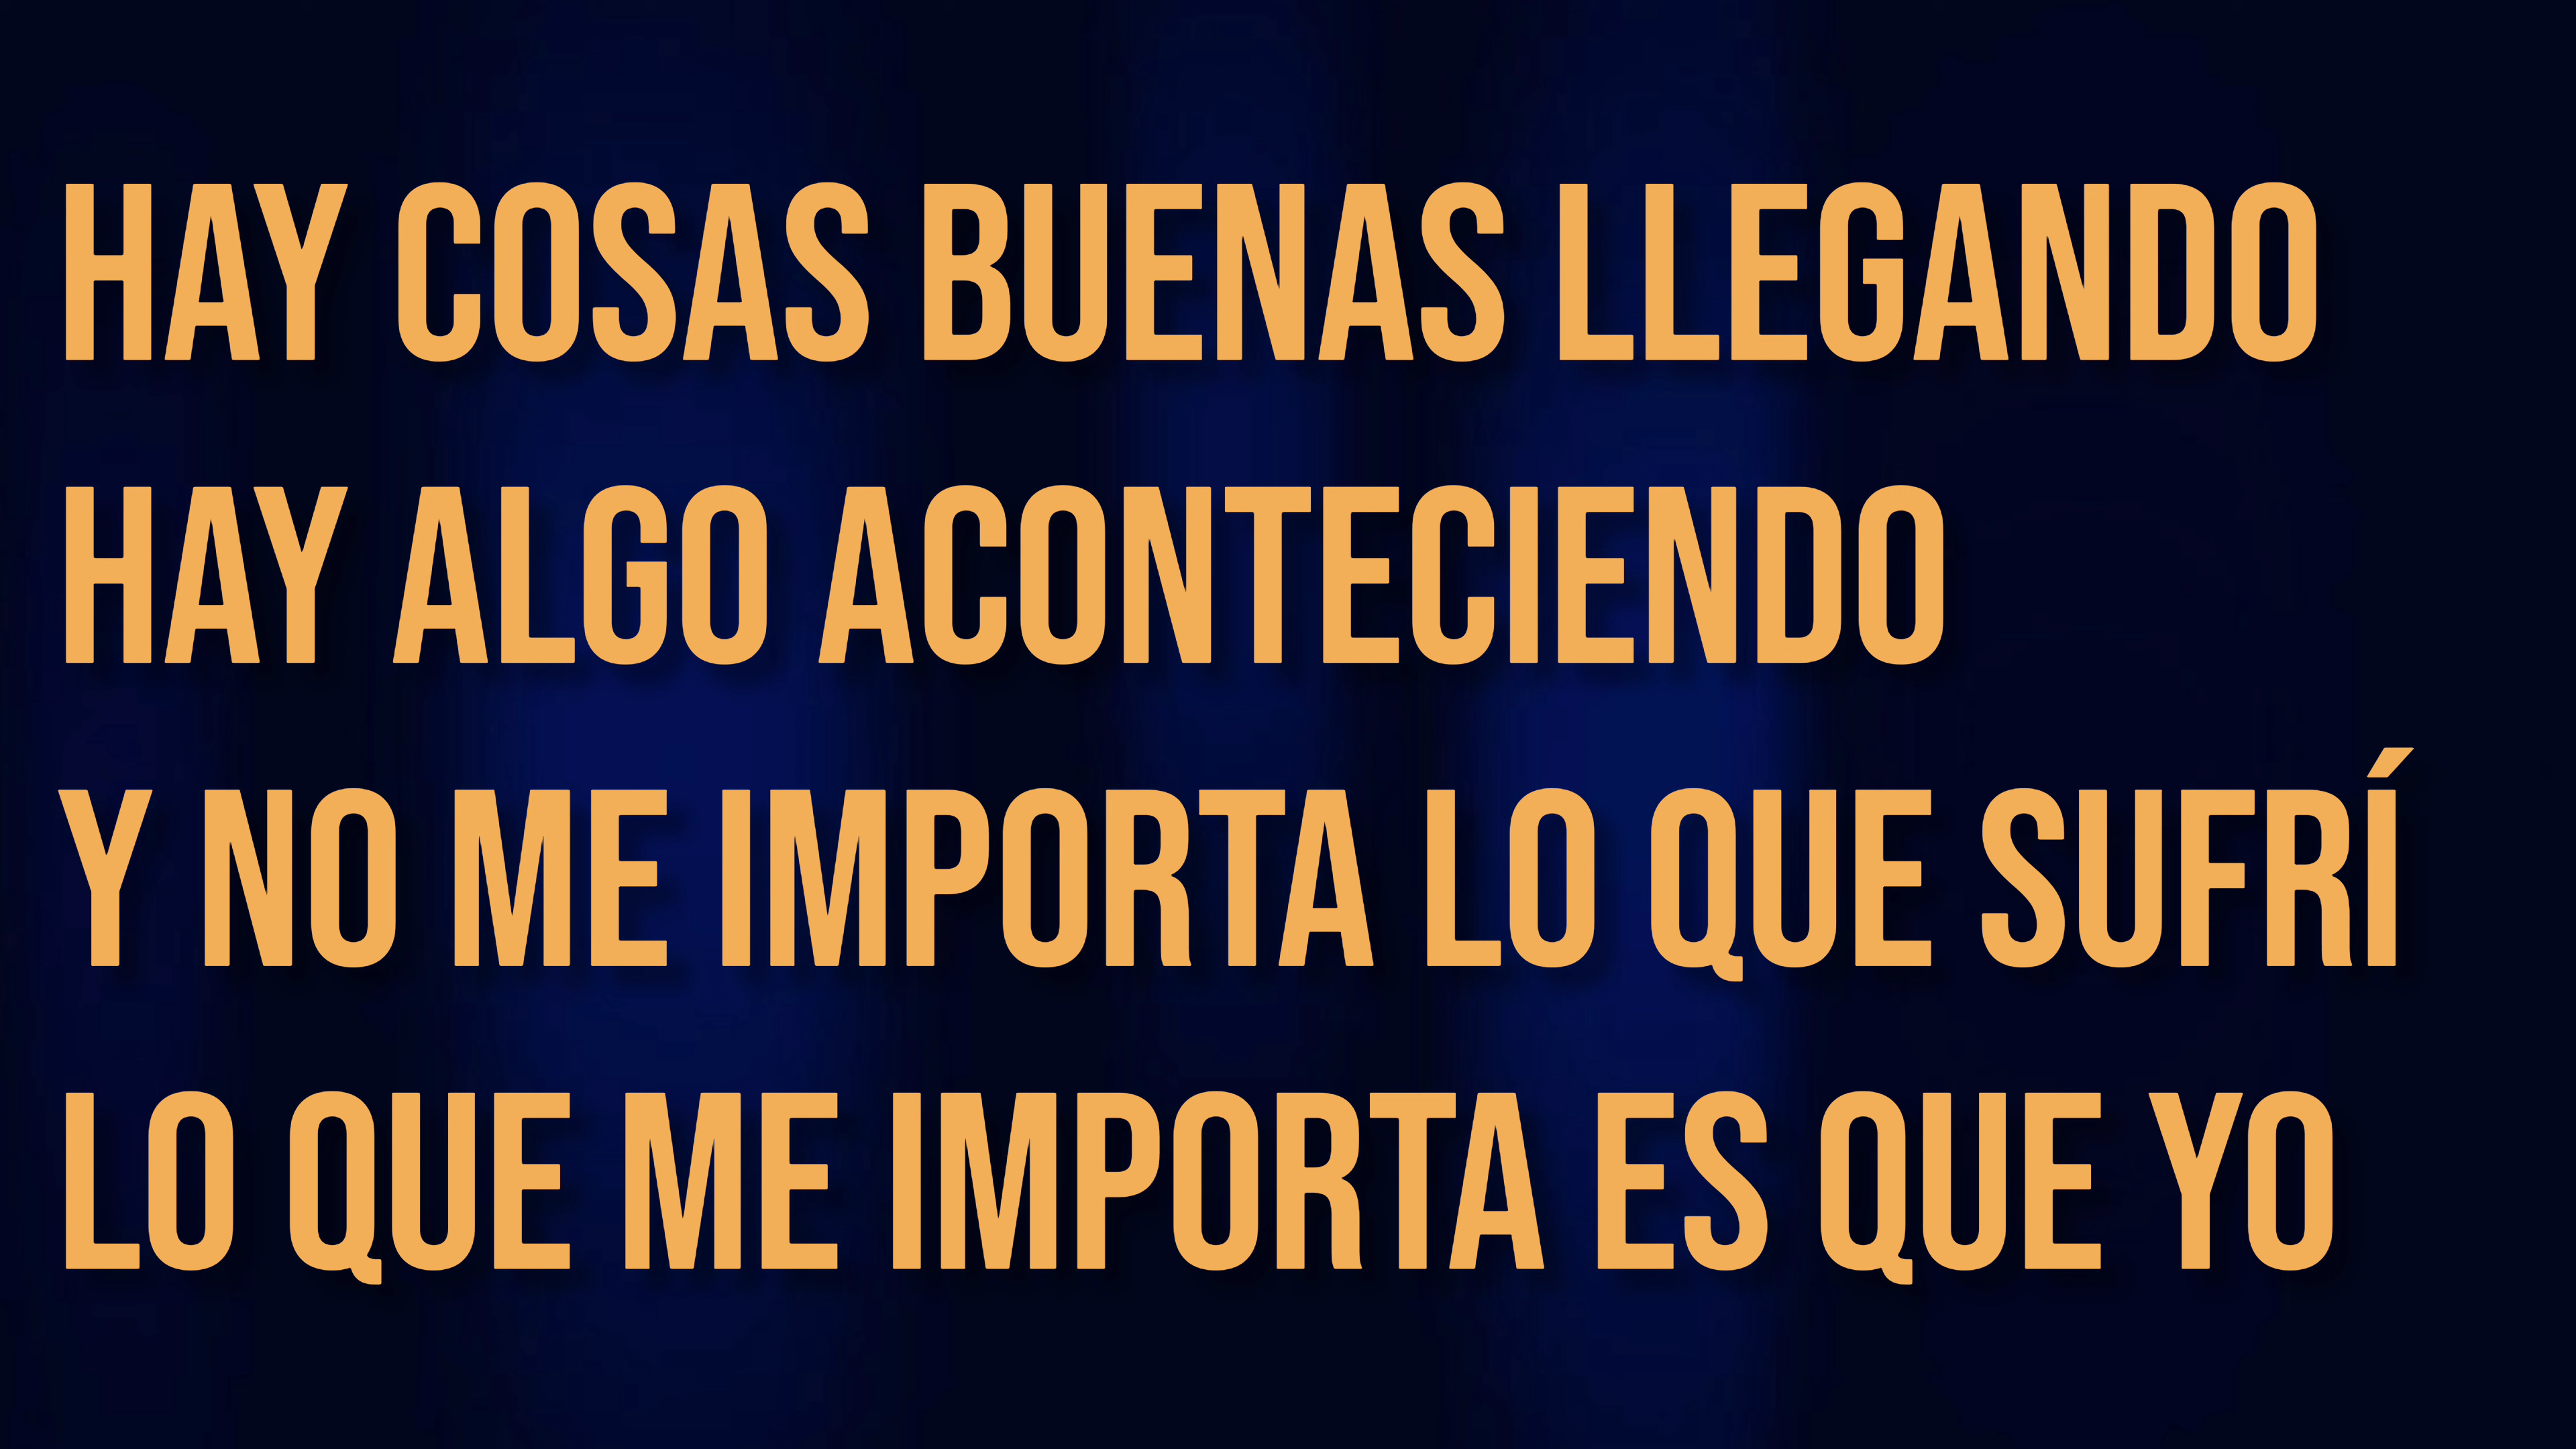 HAY COSAS BUENAS LLEGANDO
HAY ALGO ACONTECIENDO
Y NO ME IMPORTA LO QUE SUFRÍ
LO QUE ME IMPORTA ES QUE YO